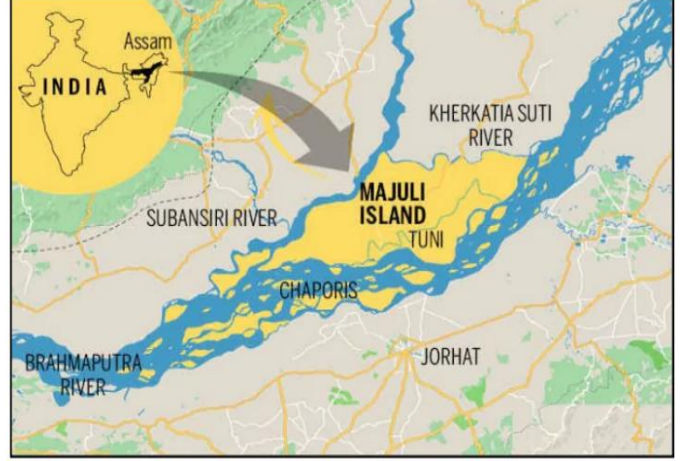 Assam
INDIA
KHERKATIA SUTI
RIVER
MAJULI
ISLAND
SUBANSIRI RIVER
TUNI
CHAPORIS
BRAHMAPUTRA
RIVER
JORHAT